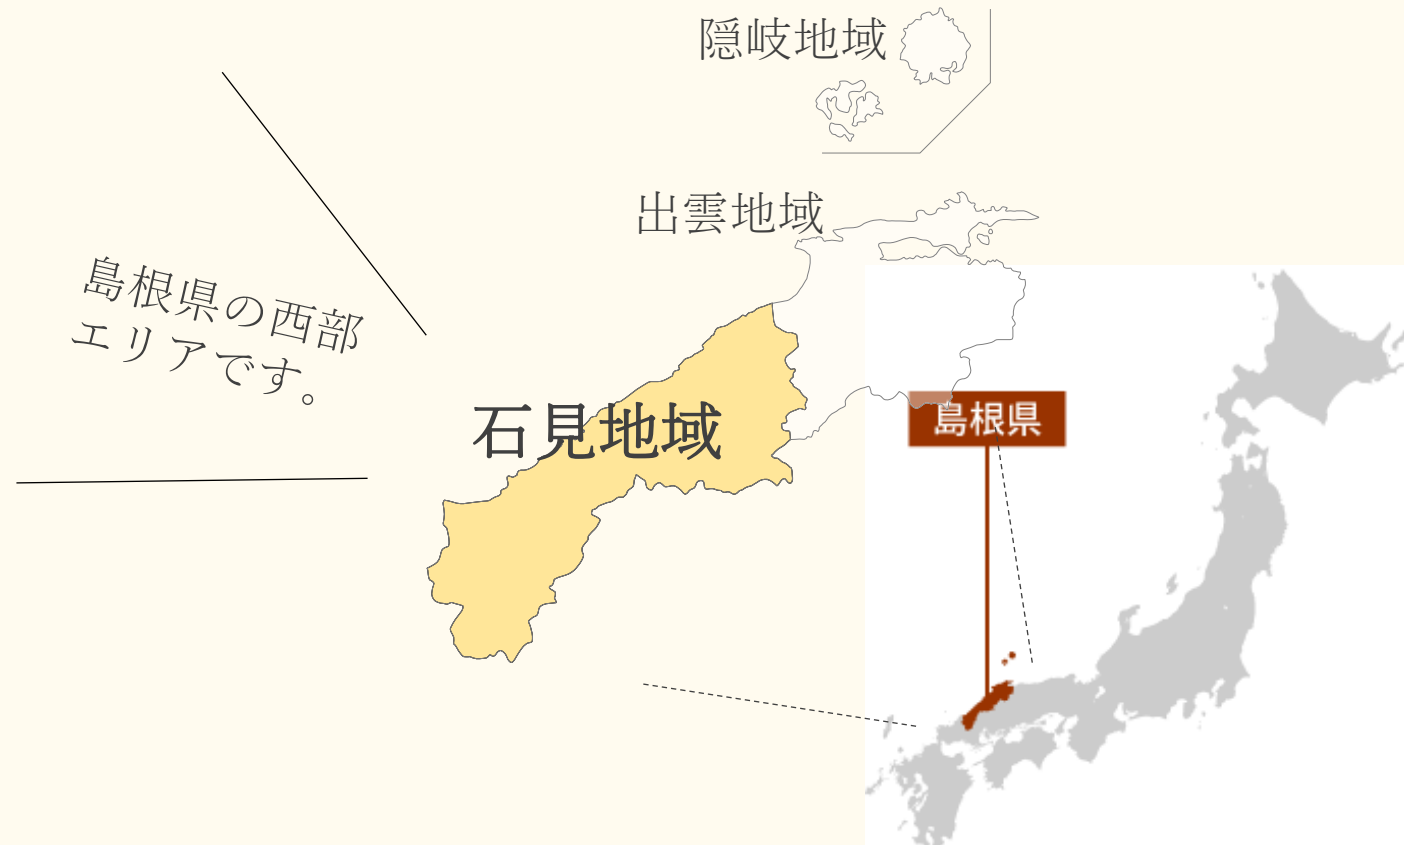 隠岐地域
出雲地域
島根県の西部
エリアです。
石見地域
島根県